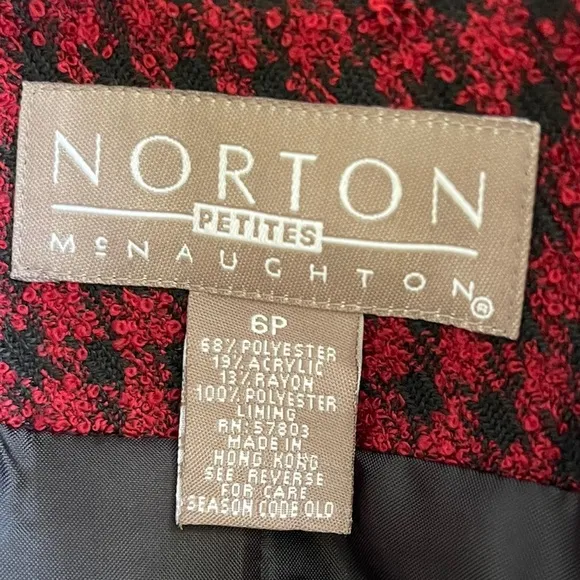 NORTON
PETITES
McNAUGHTON®
6P
68% POLYESTER
19% ACRYLIC
13% RAYON
100% POLYESTER
LINING
RN: 57803
MADE IN
HONG KONG
SEE REVERSE
FOR CARE
SEASON CODE OLO